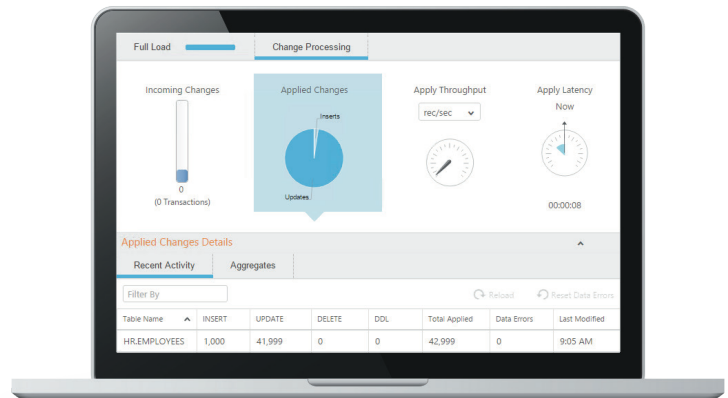 Full Load
Change Processing
Incoming Changes
0
(0 Transactions)
Applied Changes
Inserts
Updates
Apply Throughput
rec/sec
Apply Latency
Now
00:00:08
Applied Changes Details
Recent Activity
Aggregates
Filter By
Reload
Reset Data Errors
Table Name INSERT UPDATE DELETE DDL Total Applied Data Errors Last Modified
HR.EMPLOYEES 1,000 41,999 0 0 42,999 0 9:05 AM